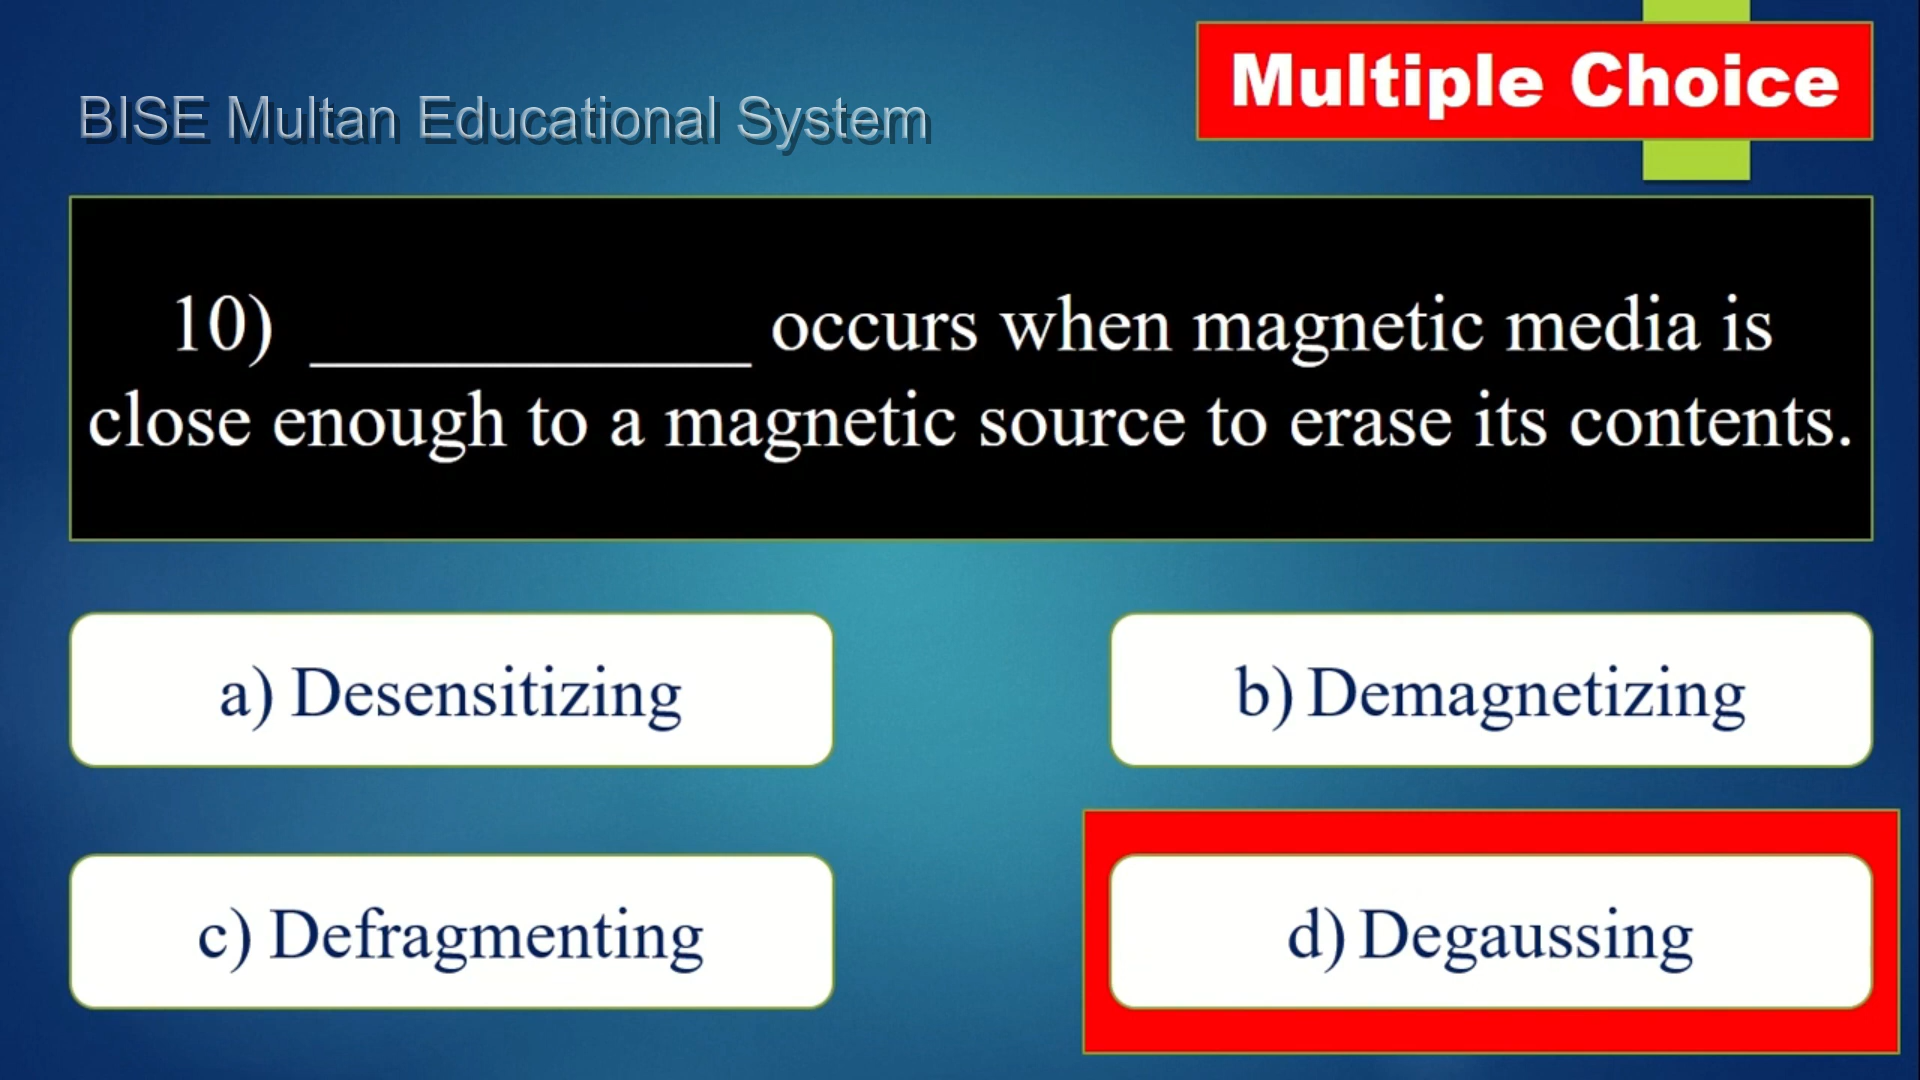 Multiple Choice
BISE Multan Educational System
10) ____________ occurs when magnetic media is
close enough to a magnetic source to erase its contents.
a) Desensitizing
b) Demagnetizing
c) Defragmenting
d) Degaussing